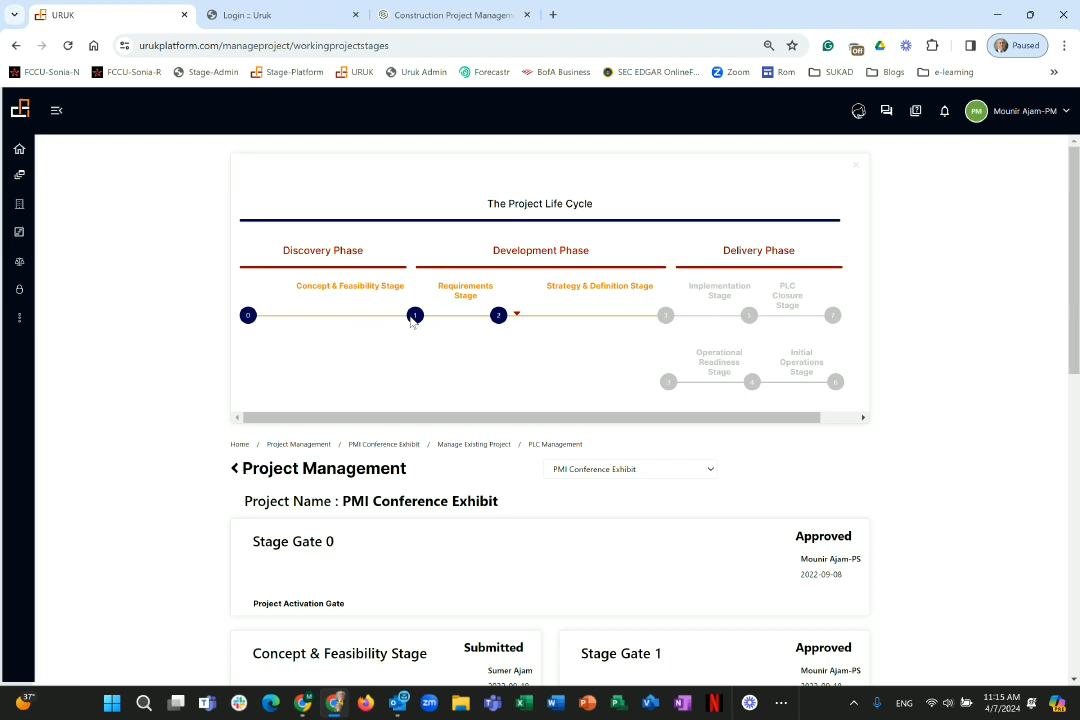 URUK
Login :: Uruk
Construction Project Managem
urukplatform.com/manageproject/workingprojectstages
Off
Paused
FCCU-Sonia-N
FCCU-Sonia-R
Stage-Admin
Stage-Platform
URUK
Uruk Admin
Forecastr
BofA Business
SEC EDGAR OnlineF...
Zoom
Rom
SUKAD
Blogs
e-learning
PM
Mounir Ajam-PM
The Project Life Cycle
Discovery Phase
Development Phase
Delivery Phase
Concept & Feasibility Stage
Requirements
Stage
Strategy & Definition Stage
Implementation
Stage
PLC
Closure
Stage
0
1
2
3
5
7
Operational
Readiness
Stage
Initial
Operations
Stage
3
4
6
Home / Project Management / PMI Conference Exhibit / Manage Existing Project / PLC Management
Project Management
PMI Conference Exhibit
Project Name : PMI Conference Exhibit
Stage Gate 0
Approved
Mounir Ajam-PS
2022-09-08
Project Activation Gate
Concept & Feasibility Stage
Submitted
Sumer Ajam
Stage Gate 1
Approved
Mounir Ajam-PS
37°
ENG
11:15 AM
4/7/2024